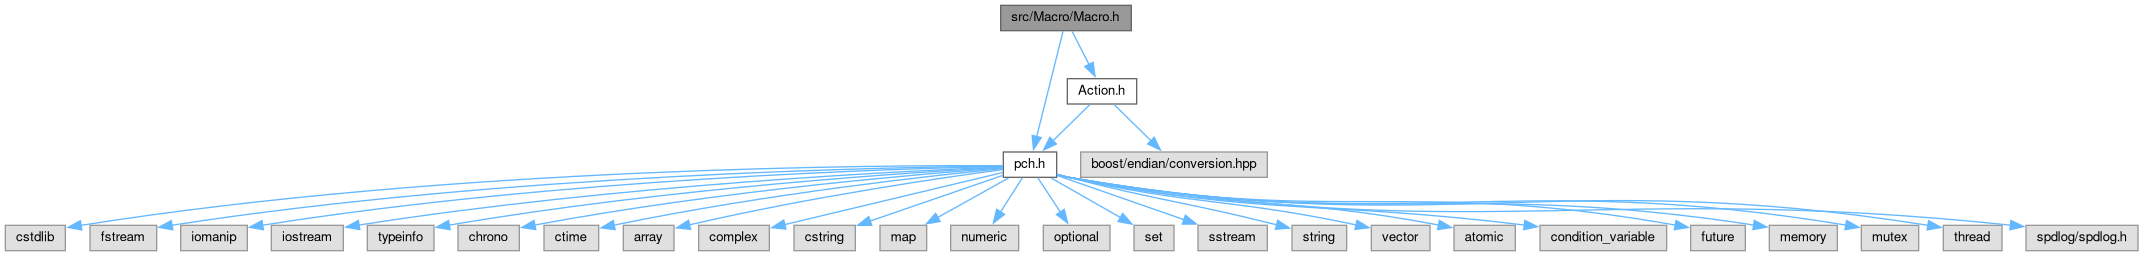 src/Macro/Macro.h
Action.h
pch.h
boost/endian/conversion.hpp
cstdlib
fstream
iomanip
iostream
typeinfo
chrono
ctime
array
complex
cstring
map
numeric
optional
set
sstream
string
vector
atomic
condition_variable
future
memory
mutex
thread
spdlog/spdlog.h